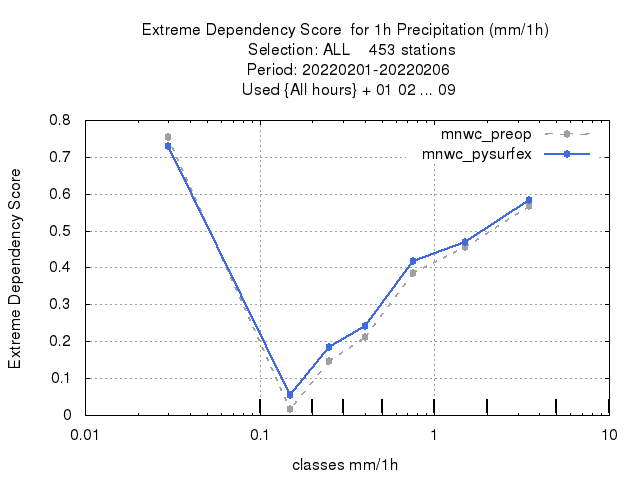 Extreme Dependency Score  for 1h Precipitation (mm/1h)
Selection: ALL    453 stations
Period: 20220201-20220206
Used {All hours} + 01 02 ... 09
mnwc_preop
mnwc_pysurfex
Extreme Dependency Score
0.8
0.7
0.6
0.5
0.4
0.3
0.2
0.1
0
0.01
0.1
1
10
classes mm/1h